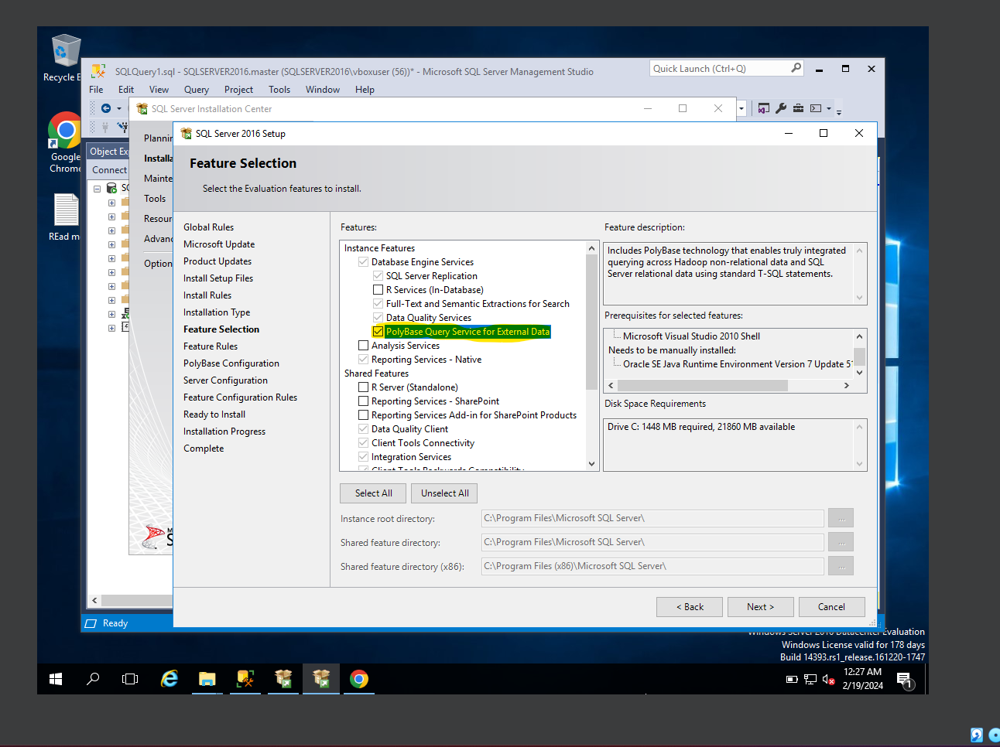 Recycle B
Google
Chrome
REad m
SQLQuery1.sql - SQLSERVER2016.master (SQLSERVER2016\vboxuser (56))* - Microsoft SQL Server Management Studio
Quick Launch (Ctrl+Q)
File Edit View Query Project Tools Window Help
SQL Server Installation Center
Object Ex
Connect
Planning
Installa
Mainte
Tools
Resour
Advanc
Option
SQL Server 2016 Setup
Feature Selection
Select the Evaluation features to install.
Global Rules
Microsoft Update
Product Updates
Install Setup Files
Install Rules
Installation Type
Feature Selection
Feature Rules
PolyBase Configuration
Server Configuration
Feature Configuration Rules
Ready to Install
Installation Progress
Complete
Features:
Instance Features
Database Engine Services
SQL Server Replication
R Services (In-Database)
Full-Text and Semantic Extractions for Search
Data Quality Services
PolyBase Query Service for External Data
Analysis Services
Reporting Services - Native
Shared Features
R Server (Standalone)
Reporting Services - SharePoint
Reporting Services Add-in for SharePoint Products
Data Quality Client
Client Tools Connectivity
Integration Services
Client Tools Backwards Compatibility
Feature description:
Includes PolyBase technology that enables truly integrated
querying across Hadoop non-relational data and SQL
Server relational data using standard T-SQL statements.
Prerequisites for selected features:
Microsoft Visual Studio 2010 Shell
Needs to be manually installed:
Oracle SE Java Runtime Environment Version 7 Update 5
Disk Space Requirements
Drive C: 1448 MB required, 21860 MB available
Select All Unselect All
Instance root directory: C:\Program Files\Microsoft SQL Server\ ...
Shared feature directory: C:\Program Files\Microsoft SQL Server\ ...
Shared feature directory (x86): C:\Program Files (x86)\Microsoft SQL Server\ ...
< Back Next > Cancel
Ready
Windows Server 2016 Datacenter Evaluation
Windows License valid for 178 days
Build 14393.rs1_release.161220-1747
12:27 AM
2/19/2024
1